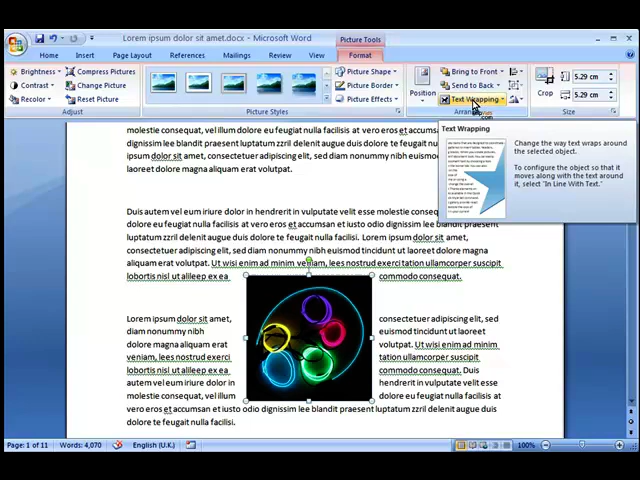 Lorem ipsum dolor sit amet.docx - Microsoft Word
Picture Tools
Home Insert Page Layout References Mailings Review View Format
Brightness Compress Picture
Contrast Change Picture
Recolor Reset Picture
Adjust
Picture Styles
Picture Shape
Picture Border
Picture Effects
Position
Bring to Front
Send to Back
Text Wrapping
Crop
5.29 cm
5.29 cm
Size
Text Wrapping
Change the way text wraps around
the selected object.
To configure the object so that it
moves along with the text around
it, select "In Line With Text."
molestie consequat, vel illum dolore eu feugiat nulla facilisis at vero eros et accumsan
dignissim qui blandit praesent luptatum zzril delenit augue duis dolore te feugait
ipsum dolor sit amet, consectetuer adipiscing elit, sed diam nonummy nibh
dolore magna aliquam erat volutpat.
Duis autem vel eum iriure dolor in hendrerit in vulputate velit esse molestie consequat
dolore eu feugiat nulla facilisis at vero eros et accumsan et iusto odio dignissim
luptatum zzril delenit augue duis dolore te feugait nulla facilisi. Lorem ipsum dolor sit amet,
consectetuer adipiscing elit, sed diam nonummy nibh euismod tincidunt ut laoreet dolore
magna aliquam erat volutpat. Ut wisi enim ad minim veniam, lees nostrud exercitation ullamcorper suscipit
lobortis nisl ut allleep ex ea commodo consequat.
Lorem ipsum dolor sit amet, consectetuer adipiscing elit, sed
diam nonummy nibh euismod tincidunt ut laoreet
dolore magna aliquam erat volutpat. Ut wisi enim ad minim
veniam, lees nostrud exerci tation ullamcorper suscipit
lobortis nisl ut allleep ex ea commodo consequat. Duis
autem vel eum iriure dolor in hendrerit in vulputate velit esse
molestie consequat, vel illum dolore eu feugiat nulla facilisis at
vero eros et accumsan et iusto odio dignissim lee blandit praesent luptatum zzril delenit augue duis
dolore te feugait nulla facilisi.
Page: 1 of 11 Words: 4,070 English (U.K.) 100%